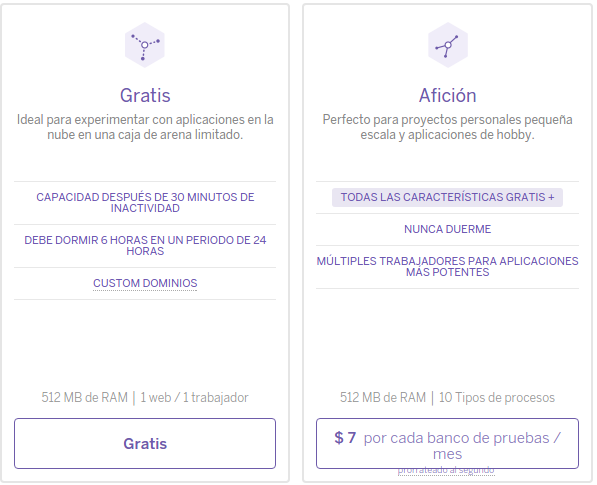 Gratis
Ideal para experimentar con aplicaciones en la
nube en una caja de arena limitado.
CAPACIDAD DESPUÉS DE 30 MINUTOS DE
INACTIVIDAD
DEBE DORMIR 6 HORAS EN UN PERIODO DE 24
HORAS
CUSTOM DOMINIOS
512 MB de RAM | 1 web / 1 trabajador
Gratis
Afición
Perfecto para proyectos personales pequeña
escala y aplicaciones de hobby.
TODAS LAS CARACTERÍSTICAS GRATIS +
NUNCA DUERME
MÚLTIPLES TRABAJADORES PARA APLICACIONES
MÁS POTENTES
512 MB de RAM | 10 Tipos de procesos
$ 7 por cada banco de pruebas /
mes
prorrateado al segundo